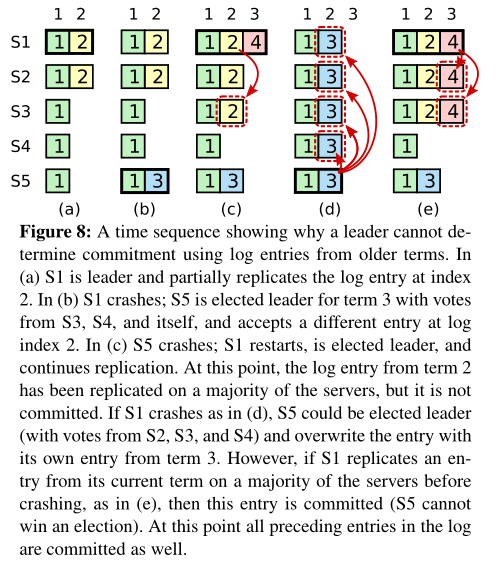 1 2 1 2 1 2 3 1 2 3 1 2 3
S1 1 2 1 2 1 2 4 1 3 1 2 4
S2 1 2 1 2 1 2 1 3 1 2 4
S3 1 1 1 2 1 3 1 2 4
S4 1 1 1 1 3 1
S5 1 1 3 1 3 1 3 1 3
(a) (b) (c) (d) (e)
Figure 8: A time sequence showing why a leader cannot de-
termine commitment using log entries from older terms. In
(a) S1 is leader and partially replicates the log entry at index
2. In (b) S1 crashes; S5 is elected leader for term 3 with votes
from S3, S4, and itself, and accepts a different entry at log
index 2. In (c) S5 crashes; S1 restarts, is elected leader, and
continues replication. At this point, the log entry from term 2
has been replicated on a majority of the servers, but it is not
committed. If S1 crashes as in (d), S5 could be elected leader
(with votes from S2, S3, and S4) and overwrite the entry with
its own entry from term 3. However, if S1 replicates an en-
try from its current term on a majority of the servers before
crashing, as in (e), then this entry is committed (S5 cannot
win an election). At this point all preceding entries in the log
are committed as well.